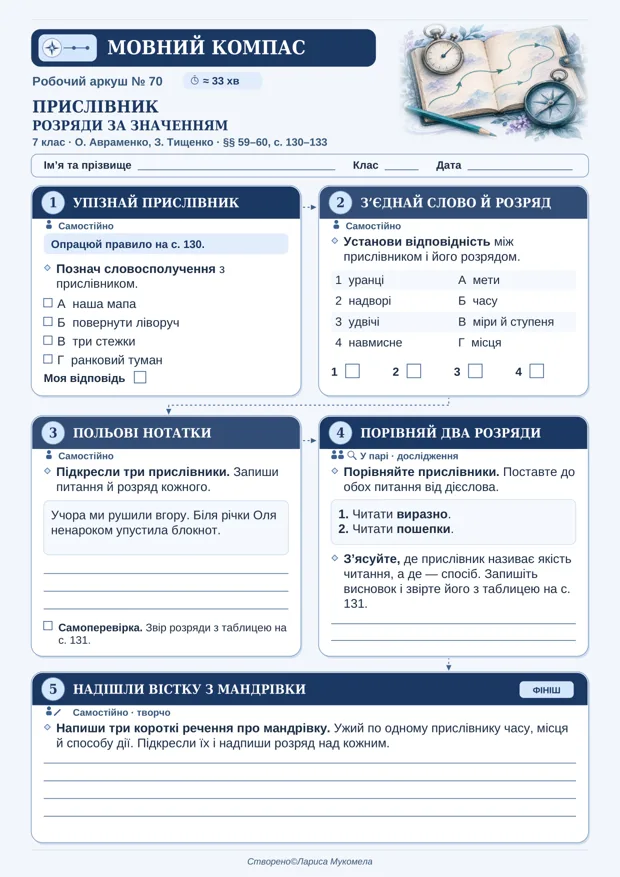 МОВНИЙ КОМПАС
Робочий аркуш № 70
≈ 33 хв
ПРИСЛІВНИК
РОЗРЯДИ ЗА ЗНАЧЕННЯМ
7 клас · О. Авраменко, З. Тищенко · §§ 59–60, с. 130–133
Ім’я та прізвище ____ Клас ____ Дата ____
1 УПІЗНАЙ ПРИСЛІВНИК
Самостійно
Опрацюй правило на с. 130.
Познач словосполучення з
прислівником.
А наша мапа
Б повернути ліворуч
В три стежки
Г ранковий туман
Моя відповідь
2 З’ЄДНАЙ СЛОВО Й РОЗРЯД
Самостійно
Установи відповідність між
прислівником і його розрядом.
1 уранці А мети
2 надворі Б часу
3 удвічі В міри й ступеня
4 навмисне Г місця
1 2 3 4
3 ПОЛЬОВІ НОТАТКИ
Самостійно
Підкресли три прислівники. Запиши
питання й розряд кожного.
Учора ми рушили вгору. Біля річки Оля
ненароком упустила блокнот.
Самоперевірка. Звір розряди з таблицею на
с. 131.
4 ПОРІВНЯЙ ДВА РОЗРЯДИ
У парі · дослідження
Порівняйте прислівники. Поставте до
обох питання від дієслова.
1. Читати виразно.
2. Читати пошепки.
З’ясуйте, де прислівник називає якість
читання, а де — спосіб. Запишіть
висновок і звірте його з таблицею на с.
131.
5 НАДІШЛИ ВІСТКУ З МАНДРІВКИ
ФІНІШ
Самостійно · творчо
Напиши три короткі речення про мандрівку. Ужий по одному прислівнику часу, місця
й способу дії. Підкресли їх і надпиши розряд над кожним.
Створено©Лариса Мукомела